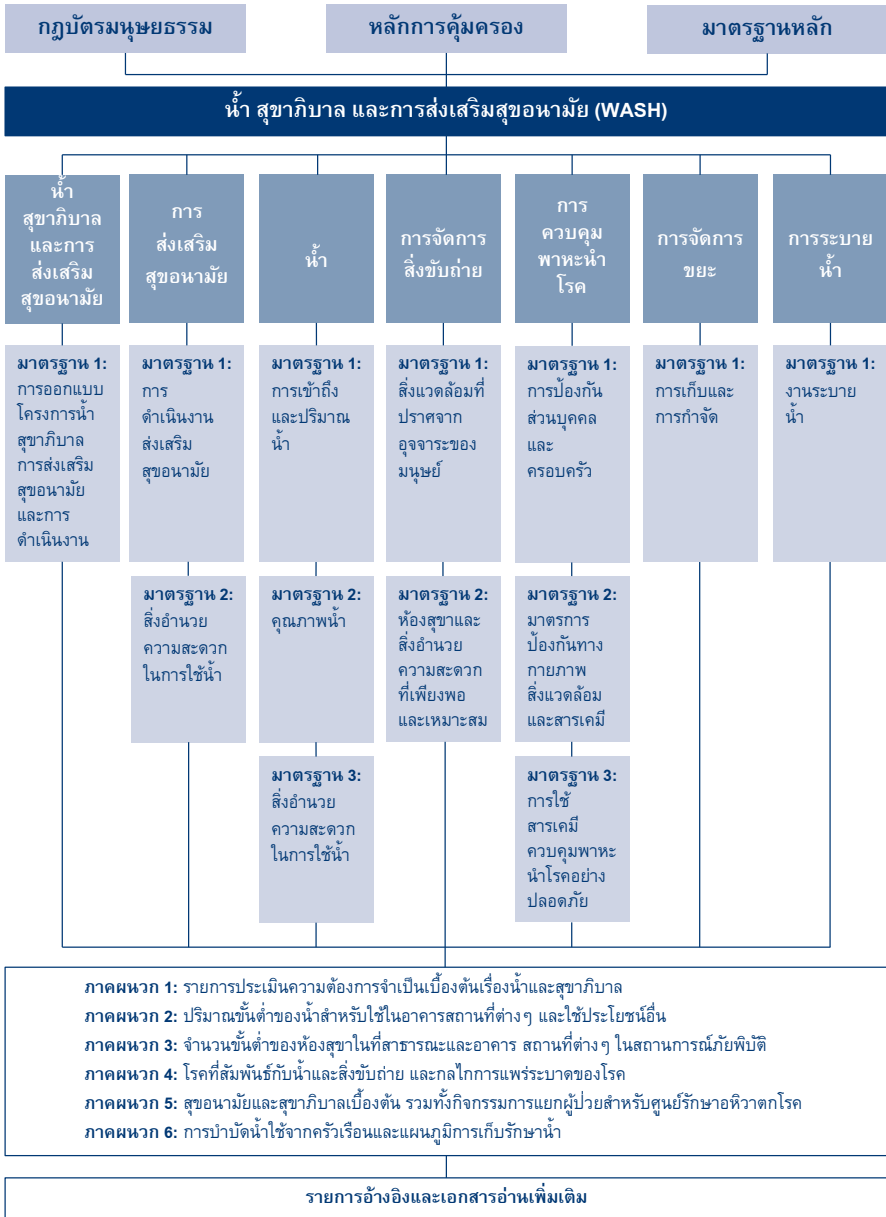 กฎบัตรมนุษยธรรม
หลักการคุ้มครอง
มาตรฐานหลัก
น้ำ สุขาภิบาล และการส่งเสริมสุขอนามัย (WASH)
น้ำ
สุขาภิบาล
และการ
ส่งเสริม
สุขอนามัย
การ
ส่งเสริม
สุขอนามัย
น้ำ
การจัดการ
สิ่งขับถ่าย
การ
ควบคุม
พาหะนำ
โรค
การจัดการ
ขยะ
การระบาย
น้ำ
มาตรฐาน 1:
การออกแบบ
โครงการน้ำ
สุขาภิบาล
การส่งเสริม
สุขอนามัย
และการ
ดำเนินงาน
มาตรฐาน 1:
การ
ดำเนินงาน
ส่งเสริม
สุขอนามัย
มาตรฐาน 1:
การเข้าถึง
และปริมาณ
น้ำ
มาตรฐาน 1:
สิ่งแวดล้อมที่
ปราศจาก
อุจจาระของ
มนุษย์
มาตรฐาน 1:
การป้องกัน
ส่วนบุคคล
และ
ครอบครัว
มาตรฐาน 1:
การเก็บและ
การกำจัด
มาตรฐาน 1:
งานระบาย
น้ำ
มาตรฐาน 2:
สิ่งอำนวย
ความสะดวก
ในการใช้น้ำ
มาตรฐาน 2:
คุณภาพน้ำ
มาตรฐาน 2:
ห้องสุขาและ
สิ่งอำนวย
ความสะดวก
ที่เพียงพอ
และเหมาะสม
มาตรฐาน 2:
มาตรการ
ป้องกันทาง
กายภาพ
สิ่งแวดล้อม
และสารเคมี
มาตรฐาน 3:
สิ่งอำนวย
ความสะดวก
ในการใช้น้ำ
มาตรฐาน 3:
การใช้
สารเคมี
ควบคุมพาหะ
นำโรคอย่าง
ปลอดภัย
ภาคผนวก 1: รายการประเมินความต้องการจำเป็นเบื้องต้นเรื่องน้ำและสุขาภิบาล
ภาคผนวก 2: ปริมาณขั้นต่ำของน้ำสำหรับใช้ในอาคารสถานที่ต่างๆ และใช้ประโยชน์อื่น
ภาคผนวก 3: จำนวนขั้นต่ำของห้องสุขาในที่สาธารณะและอาคาร สถานที่ต่างๆ ในสถานการณ์ภัยพิบัติ
ภาคผนวก 4: โรคที่สัมพันธ์กับน้ำและสิ่งขับถ่าย และกลไกการแพร่ระบาดของโรค
ภาคผนวก 5: สุขอนามัยและสุขาภิบาลเบื้องต้น รวมทั้งกิจกรรมการแยกผู้ป่วยสำหรับศูนย์รักษาอหิวาตกโรค
ภาคผนวก 6: การบำบัดน้ำใช้จากครัวเรือนและแผนภูมิการเก็บรักษาน้ำ
รายการอ้างอิงและเอกสารอ่านเพิ่มเติม